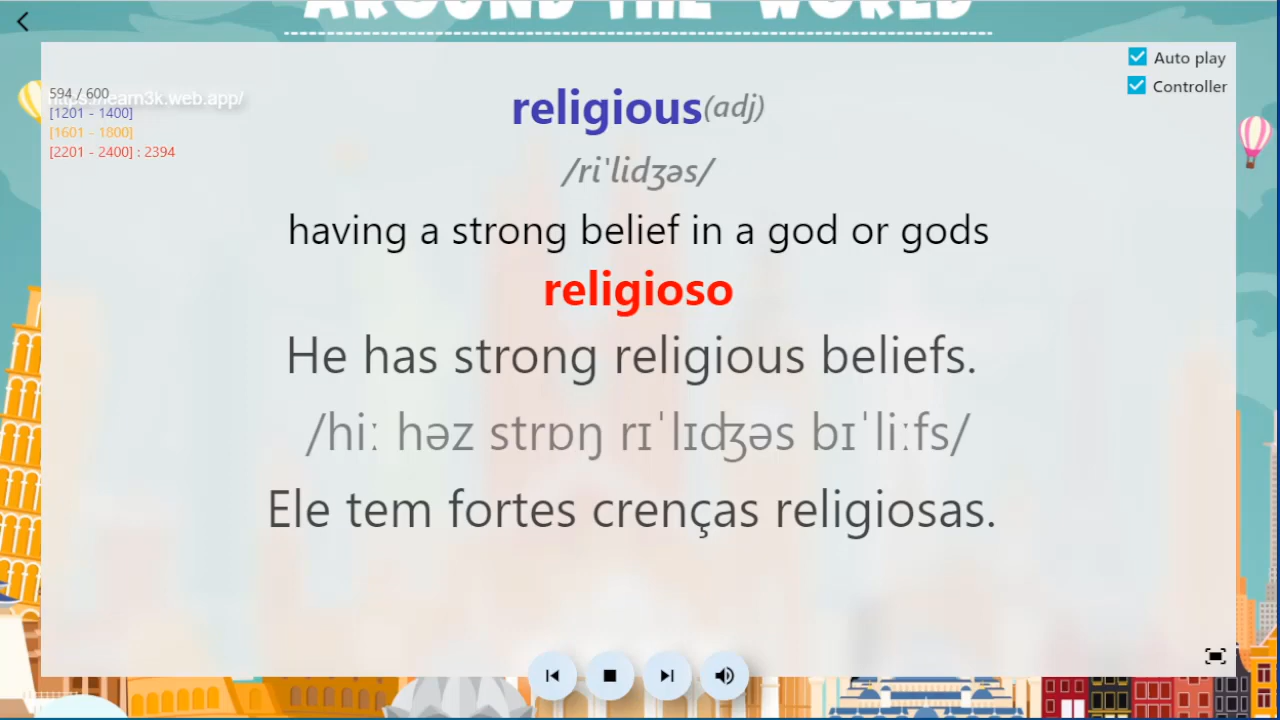 AROUND THE WORLD
Auto play
Controller
594 / 600
https://learn3k.web.app/
[1201 - 1400]
[1601 - 1800]
[2201 - 2400] : 2394
religious(adj)
/riˈlidʒəs/
having a strong belief in a god or gods
religioso
He has strong religious beliefs.
/hiː həz strɒŋ rɪˈlɪʤəs bɪˈliːfs/
Ele tem fortes crenças religiosas.